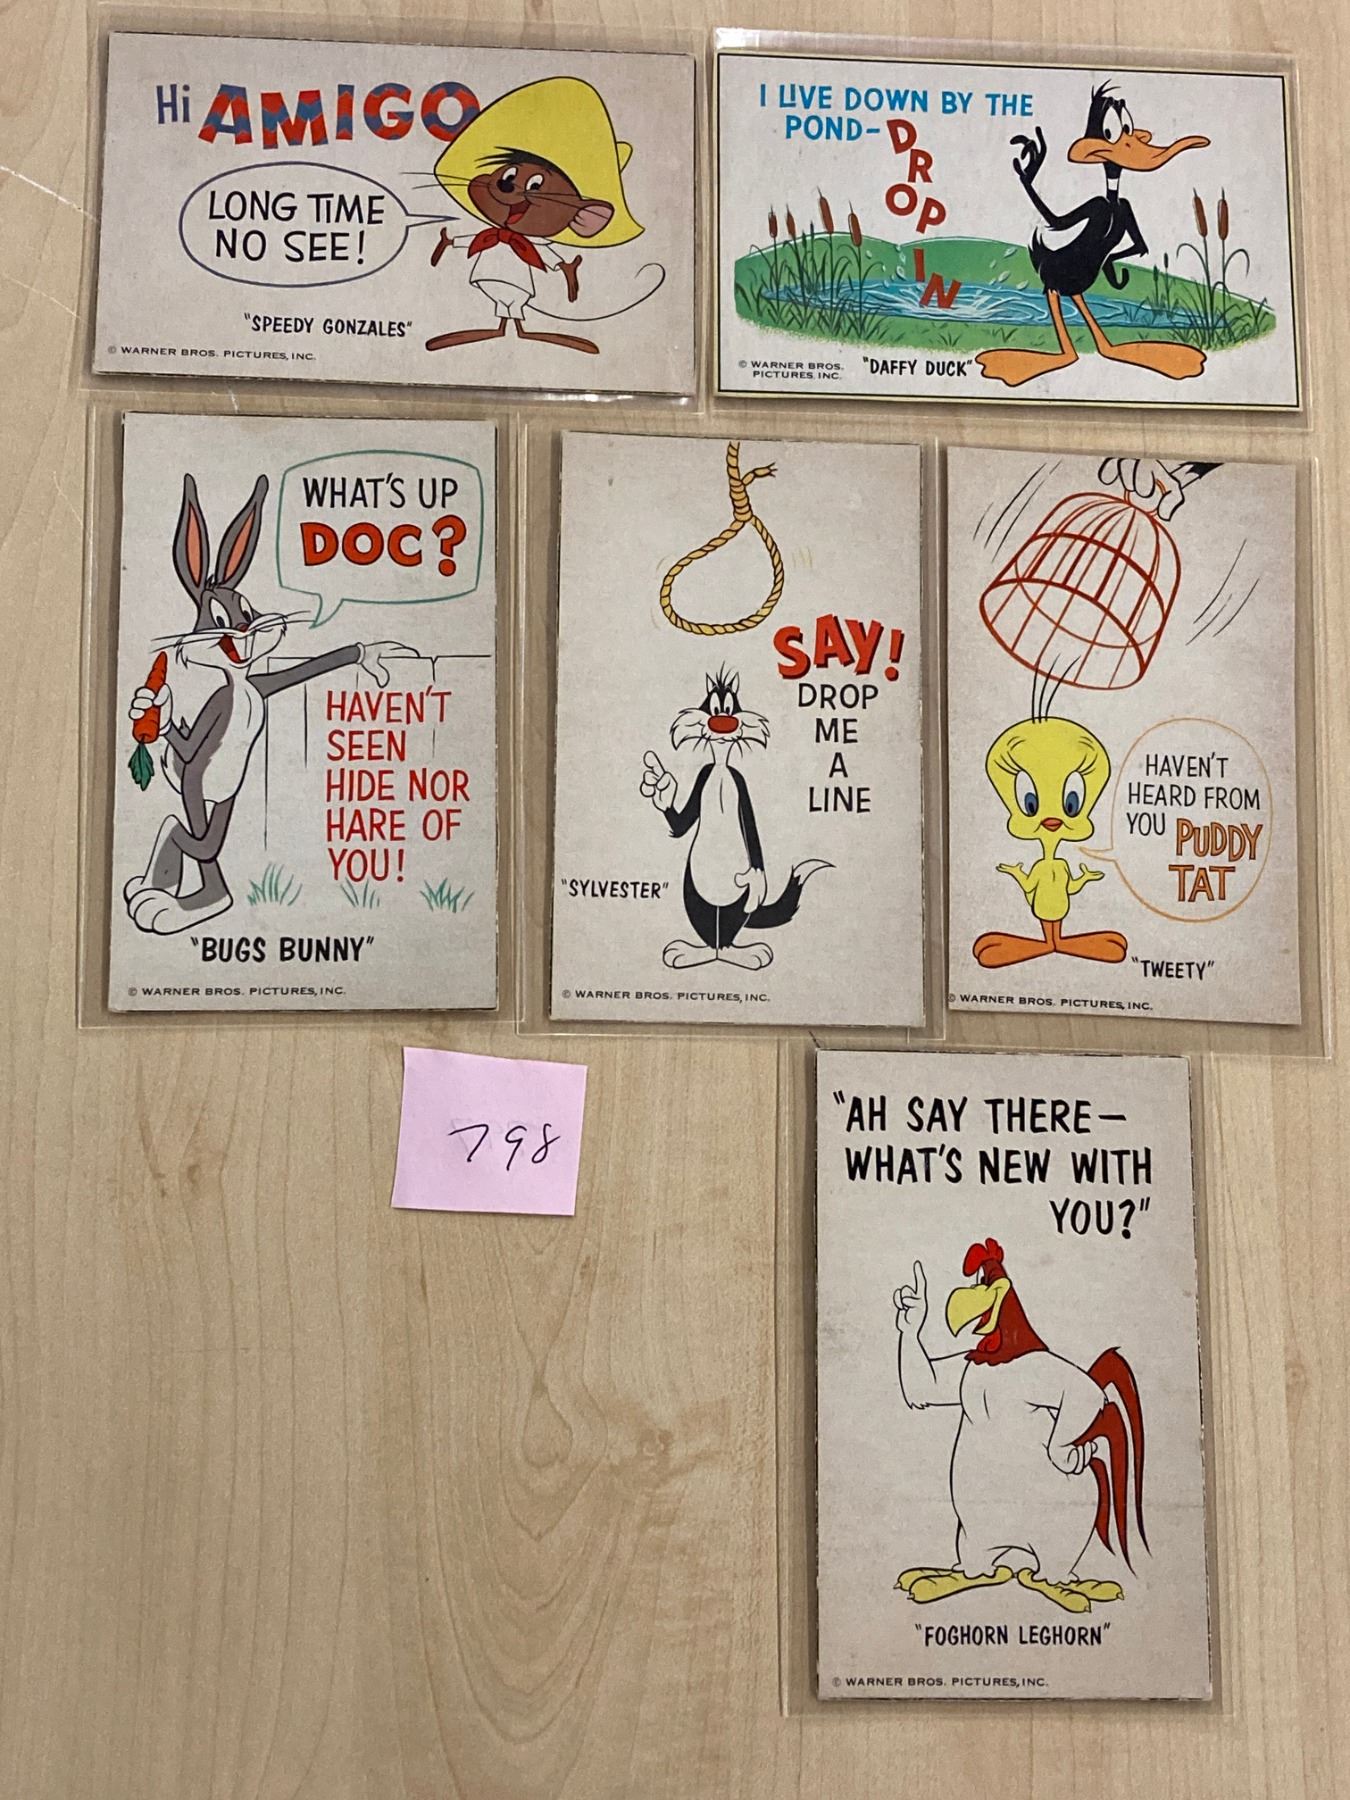 Hi AMIGO
LONG TIME
NO SEE!
"SPEEDY GONZALES"
© WARNER BROS. PICTURES, INC.
I LIVE DOWN BY THE
POND-DROP IN
© WARNER BROS.
PICTURES, INC.
"DAFFY DUCK"
WHAT'S UP
DOC?
HAVEN'T
SEEN
HIDE NOR
HARE OF
YOU!
"BUGS BUNNY"
© WARNER BROS. PICTURES, INC.
SAY!
DROP
ME
A
LINE
"SYLVESTER"
© WARNER BROS. PICTURES, INC.
HAVEN'T
HEARD FROM
YOU PUDDY
TAT
"TWEETY"
© WARNER BROS. PICTURES, INC.
798
"AH SAY THERE—
WHAT'S NEW WITH
YOU?"
"FOGHORN LEGHORN"
© WARNER BROS. PICTURES, INC.